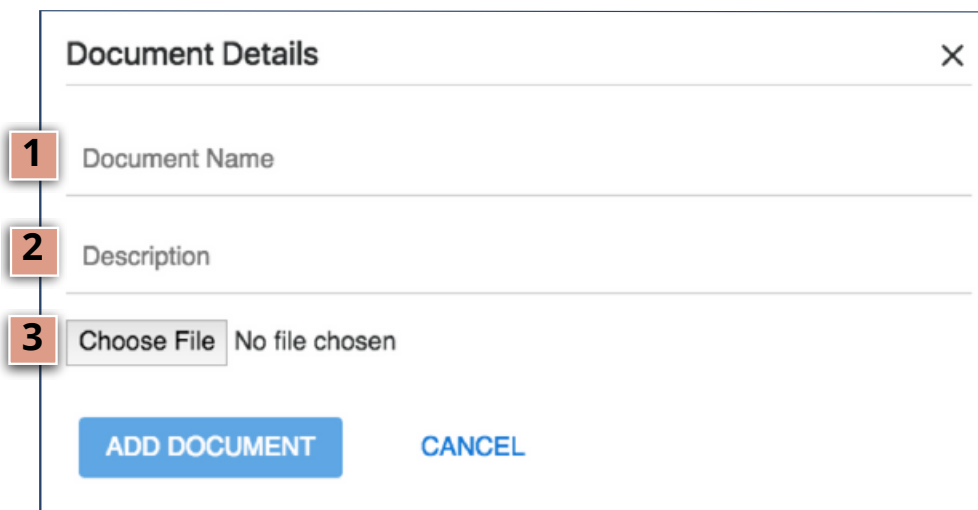 Document Details ×
1 Document Name
2 Description
3 Choose File No file chosen
ADD DOCUMENT CANCEL